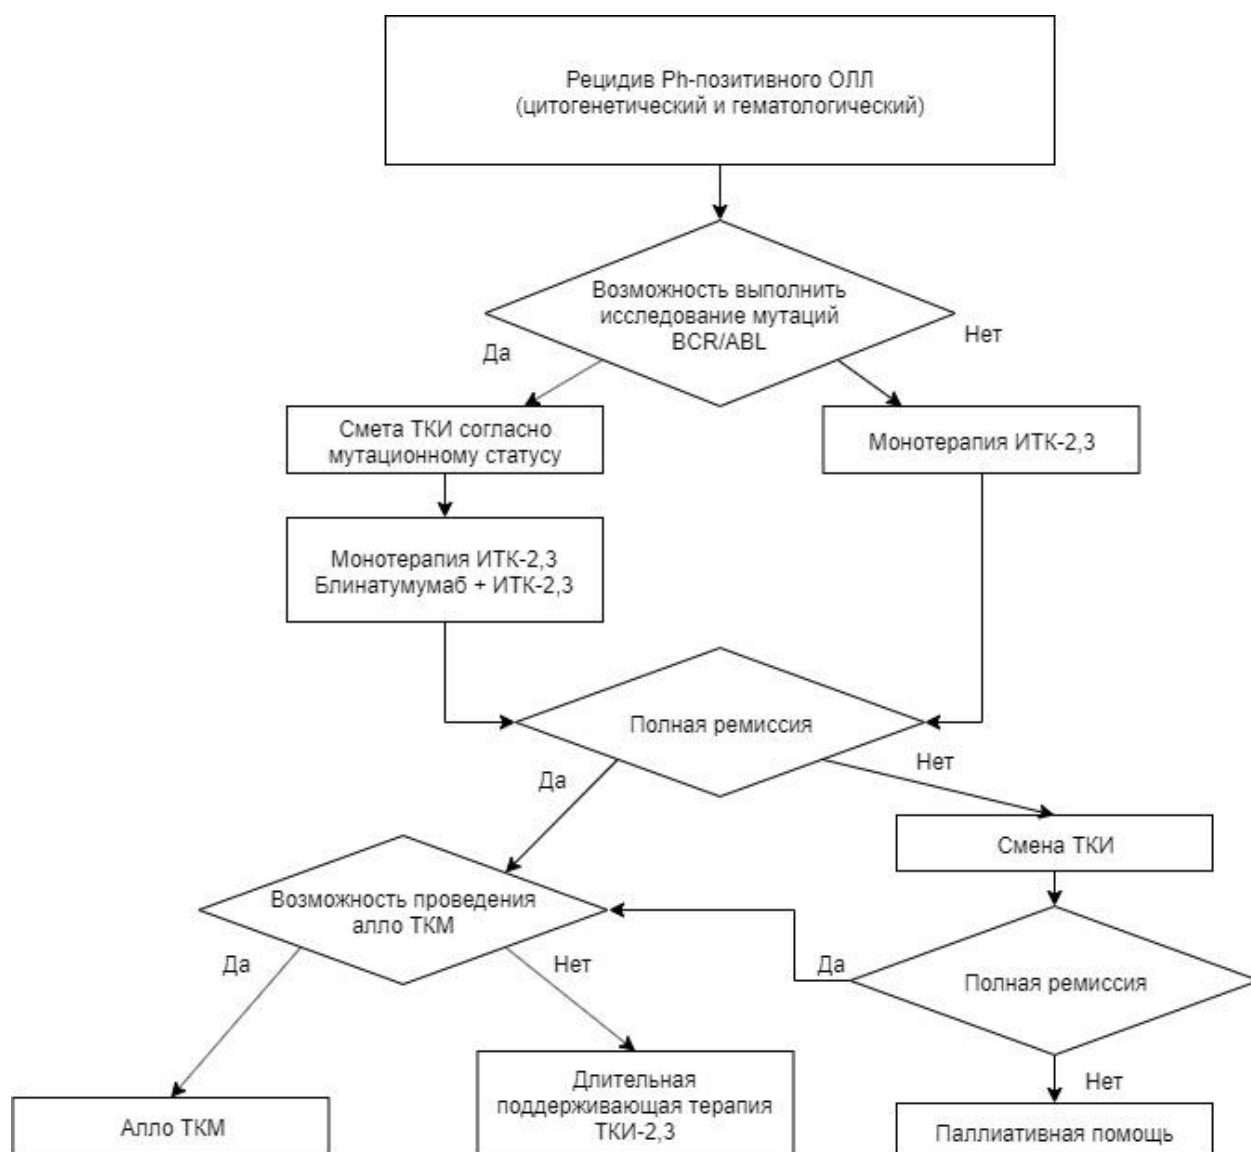 Рецидив Ph-позитивного ОЛЛ
(цитогенетический и гематологический)
Возможность выполнить
исследование мутаций
BCR/ABL
Да
Нет
Смета ТКИ согласно
мутационному статусу
Монотерапия ИТК-2,3
Монотерапия ИТК-2,3
Блинатумумаб + ИТК-2,3
Полная ремиссия
Да
Нет
Смена ТКИ
Возможность проведения
алло ТКМ
Да
Нет
Да
Полная ремиссия
Нет
Алло ТКМ
Длительная
поддерживающая терапия
ТКИ-2,3
Паллиативная помощь